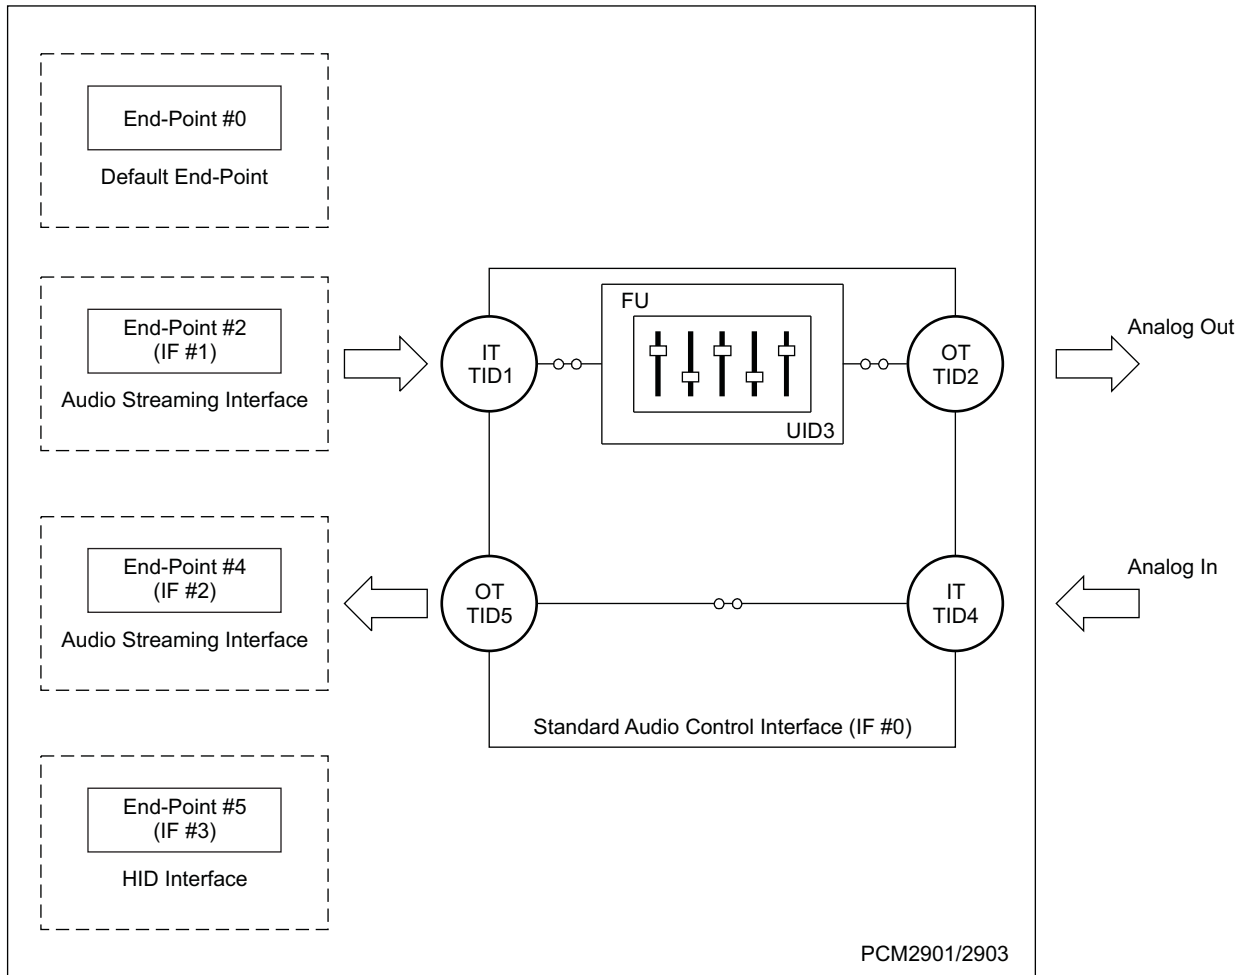 End-Point #0
Default End-Point
End-Point #2
(IF #1)
Audio Streaming Interface
IT
TID1
FU
UID3
OT
TID2
Analog Out
End-Point #4
(IF #2)
Audio Streaming Interface
OT
TID5
IT
TID4
Analog In
Standard Audio Control Interface (IF #0)
End-Point #5
(IF #3)
HID Interface
PCM2901/2903